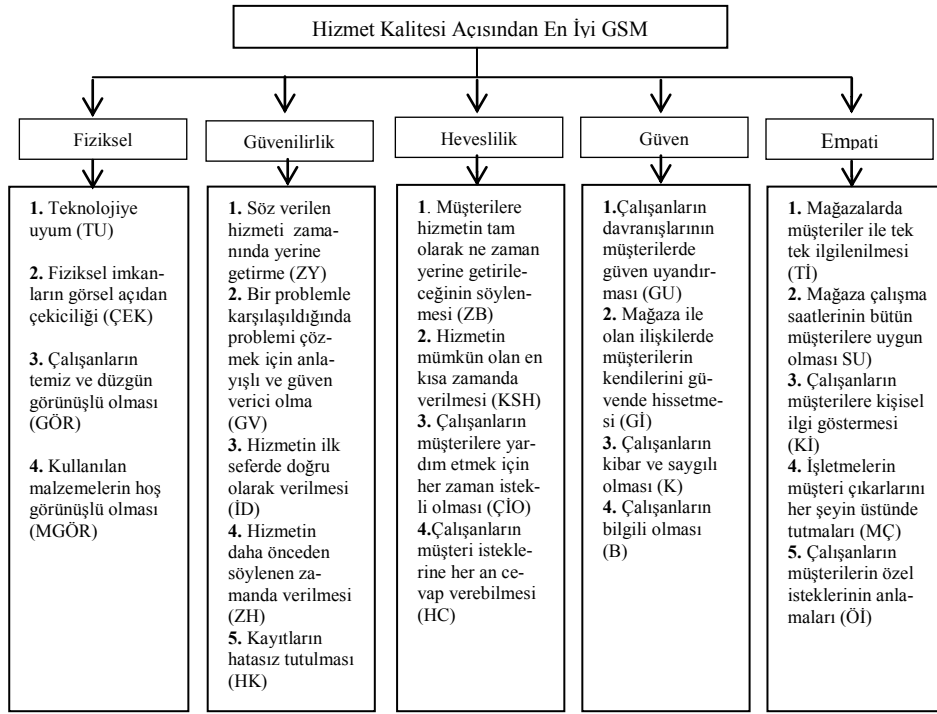 Hizmet Kalitesi Açısından En İyi GSM
Fiziksel
Güvenilirlik
Heveslilik
Güven
Empati
1. Teknolojiye
uyum (TU)
2. Fiziksel imkan-
ların görsel açıdan
çekiciliği (ÇEK)
3. Çalışanların
temiz ve düzgün
görünüşlü olması
(GÖR)
4. Kullanılan
malzemelerin hoş
görünüşlü olması
(MGÖR)
1. Söz verilen
hizmeti zama-
nında yerine
getirme (ZY)
2. Bir problemle
karşılaşıldığında
problemi çöz-
mek için anla-
yışlı ve güven
verici olma
(GV)
3. Hizmetin ilk
seferde doğru
olarak verilmesi
(İD)
4. Hizmetin
daha önceden
söylenen za-
manda verilmesi
(ZH)
5. Kayıtların
hatasız tutulması
(HK)
1. Müşterilere
hizmetin tam
olarak ne zaman
yerine getirile-
ceğinin söylen-
mesi (ZB)
2. Hizmetin
mümkün olan en
kısa zamanda
verilmesi (KSH)
3. Çalışanların
müşterilere yar-
dım etmek için
her zaman istek-
li olması (ÇİO)
4.Çalışanların
müşteri istekle-
rine her an ce-
vap verebilmesi
(HC)
1.Çalışanların
davranışlarının
müşterilerde
güven uyandır-
ması (GU)
2. Mağaza ile
olan ilişkilerde
müşterilerin
kendilerini gü-
vende hissetme-
si (Gİ)
3. Çalışanların
kibar ve saygılı
olması (K)
4. Çalışanların
bilgili olması
(B)
1. Mağazalarda
müşteriler ile tek
tek ilgilenilmesi
(Tİ)
2. Mağaza çalışma
saatlerinin bütün
müşterilere uygun
olması SU)
3. Çalışanların
müşterilere kişisel
ilgi göstermesi
(Kİ)
4. İşletmelerin
müşteri çıkarlarını
her şeyin üstünde
tutmaları (MÇ)
5. Çalışanların
müşterilerin özel
isteklerinin anla-
maları (Öİ)